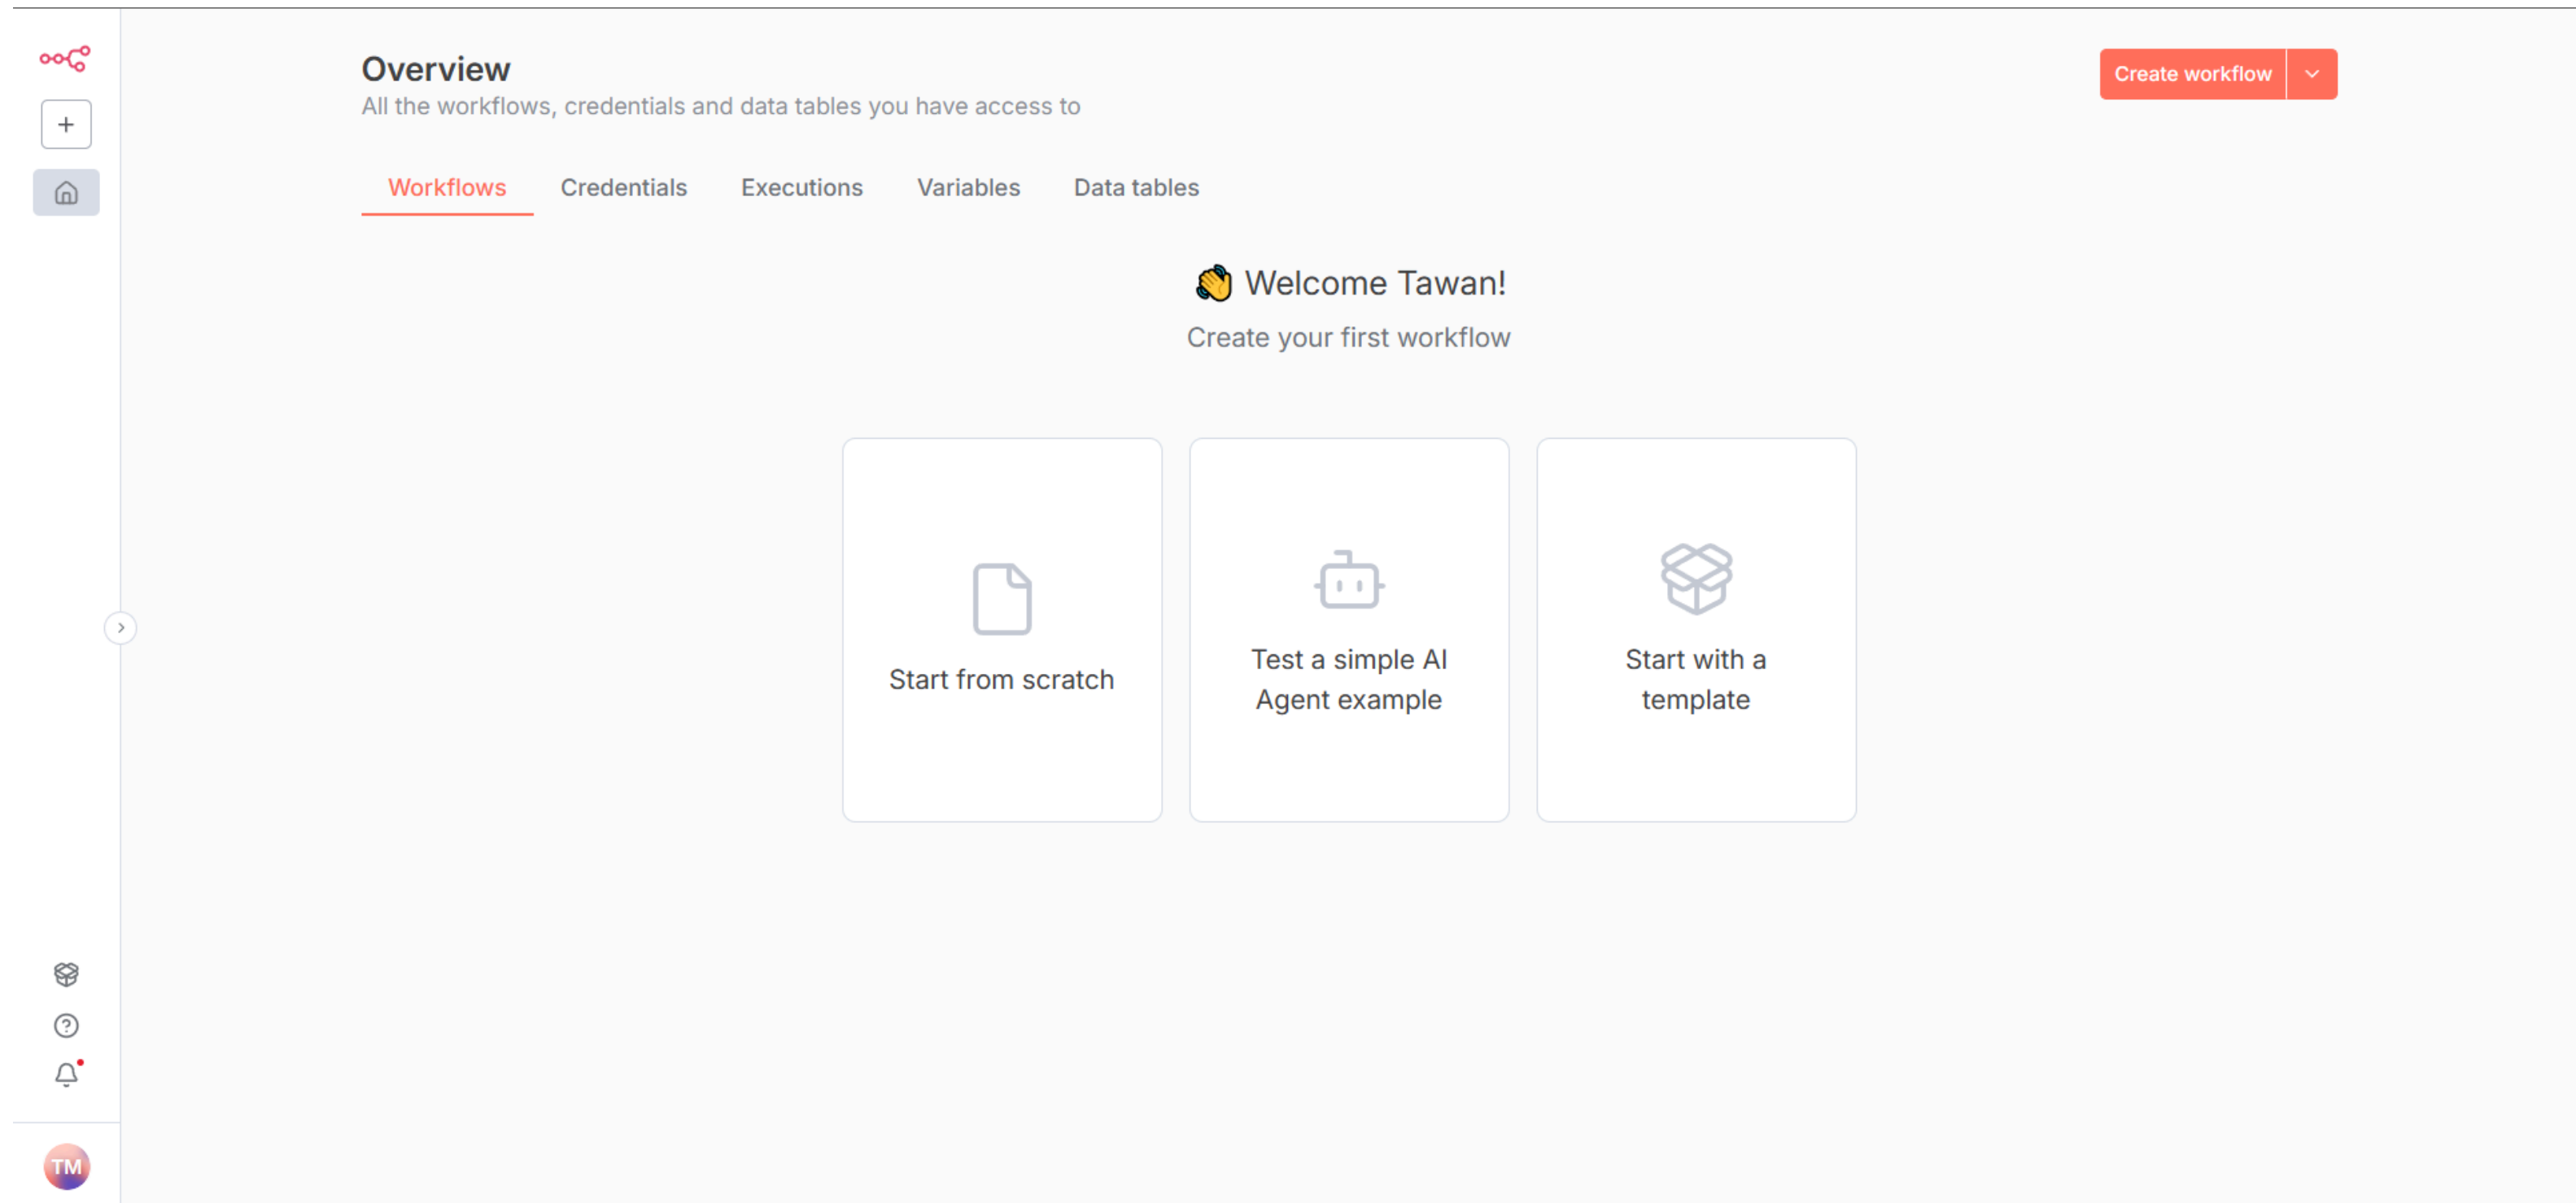 Overview
All the workflows, credentials and data tables you have access to
Create workflow
Workflows Credentials Executions Variables Data tables
👋 Welcome Tawan!
Create your first workflow
Start from scratch
Test a simple AI
Agent example
Start with a
template
TM